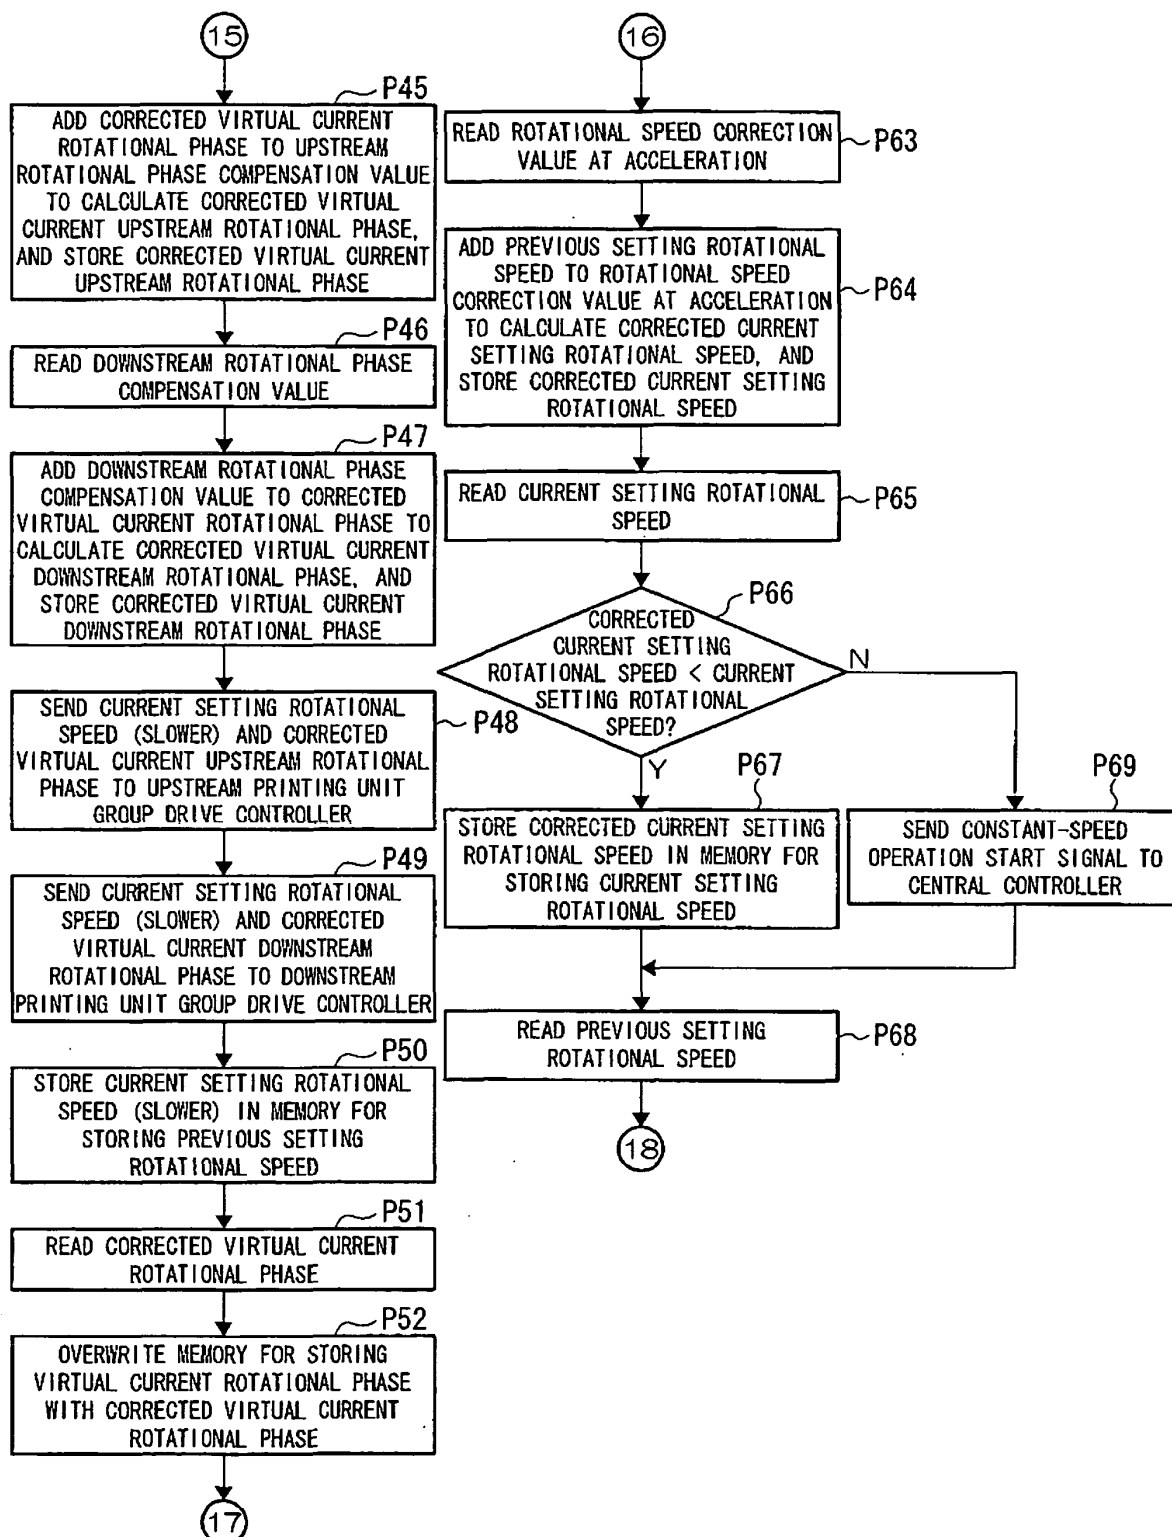 15
P45
ADD CORRECTED VIRTUAL CURRENT
ROTATIONAL PHASE TO UPSTREAM
ROTATIONAL PHASE COMPENSATION VALUE
TO CALCULATE CORRECTED VIRTUAL
CURRENT UPSTREAM ROTATIONAL PHASE,
AND STORE CORRECTED VIRTUAL CURRENT
UPSTREAM ROTATIONAL PHASE
P46
READ DOWNSTREAM ROTATIONAL PHASE
COMPENSATION VALUE
P47
ADD DOWNSTREAM ROTATIONAL PHASE
COMPENSATION VALUE TO CORRECTED
VIRTUAL CURRENT ROTATIONAL PHASE TO
CALCULATE CORRECTED VIRTUAL CURRENT
DOWNSTREAM ROTATIONAL PHASE, AND
STORE CORRECTED VIRTUAL CURRENT
DOWNSTREAM ROTATIONAL PHASE
SEND CURRENT SETTING ROTATIONAL
SPEED (SLOWER) AND CORRECTED
VIRTUAL CURRENT UPSTREAM ROTATIONAL
PHASE TO UPSTREAM PRINTING UNIT
GROUP DRIVE CONTROLLER
P48
P49
SEND CURRENT SETTING ROTATIONAL
SPEED (SLOWER) AND CORRECTED
VIRTUAL CURRENT DOWNSTREAM
ROTATIONAL PHASE TO DOWNSTREAM
PRINTING UNIT GROUP DRIVE CONTROLLER
P50
STORE CURRENT SETTING ROTATIONAL
SPEED (SLOWER) IN MEMORY FOR
STORING PREVIOUS SETTING
ROTATIONAL SPEED
P51
READ CORRECTED VIRTUAL CURRENT
ROTATIONAL PHASE
P52
OVERWRITE MEMORY FOR STORING
VIRTUAL CURRENT ROTATIONAL PHASE
WITH CORRECTED VIRTUAL CURRENT
ROTATIONAL PHASE
17
16
READ ROTATIONAL SPEED CORRECTION
VALUE AT ACCELERATION
P63
ADD PREVIOUS SETTING ROTATIONAL
SPEED TO ROTATIONAL SPEED
CORRECTION VALUE AT ACCELERATION
TO CALCULATE CORRECTED CURRENT
SETTING ROTATIONAL SPEED, AND
STORE CORRECTED CURRENT SETTING
ROTATIONAL SPEED
P64
READ CURRENT SETTING ROTATIONAL
SPEED
P65
P66
CORRECTED
CURRENT SETTING
ROTATIONAL SPEED < CURRENT
SETTING ROTATIONAL
SPEED?
N
Y
P67
STORE CORRECTED CURRENT SETTING
ROTATIONAL SPEED IN MEMORY FOR
STORING CURRENT SETTING
ROTATIONAL SPEED
P69
SEND CONSTANT-SPEED
OPERATION START SIGNAL TO
CENTRAL CONTROLLER
READ PREVIOUS SETTING
ROTATIONAL SPEED
P68
18